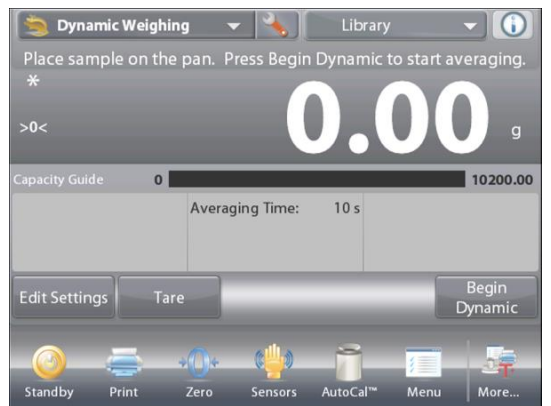 Dynamic Weighing
Library
Place sample on the pan. Press Begin Dynamic to start averaging.
*
>0<
0.00 g
Capacity Guide 0 10200.00
Averaging Time: 10 s
Edit Settings
Tare
Begin
Dynamic
Standby
Print
Zero
Sensors
AutoCal™
Menu
More...